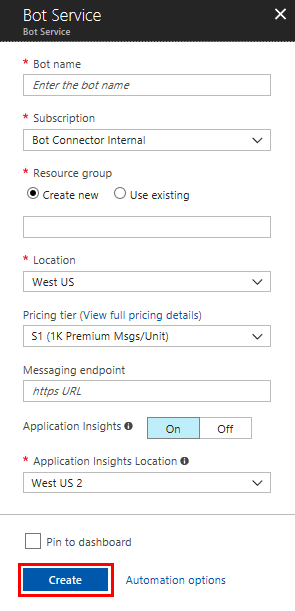 Bot Service
Bot Service
* Bot name
Enter the bot name
* Subscription
Bot Connector Internal
* Resource group
Create new Use existing
* Location
West US
Pricing tier (View full pricing details)
S1 (1K Premium Msgs/Unit)
Messaging endpoint
https URL
Application Insights On Off
* Application Insights Location
West US 2
Pin to dashboard
Create Automation options